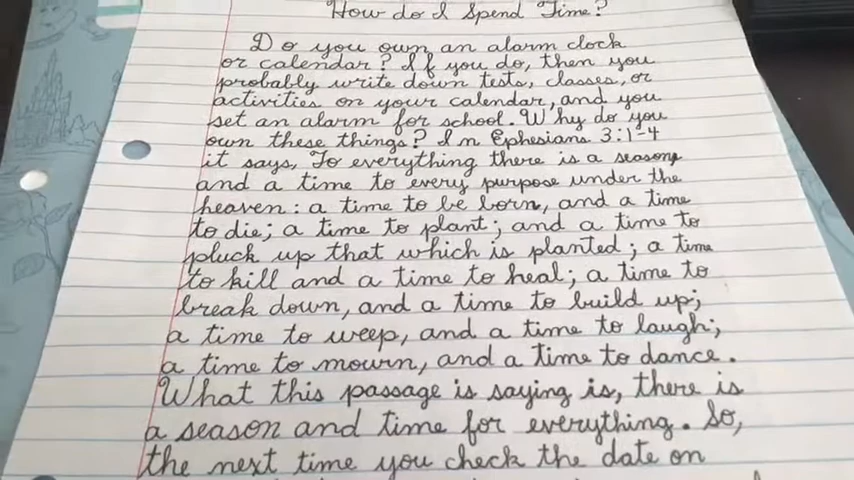 How do I Spend Time?
Do you own an alarm clock
or calendar? If you do, then you
probably write down tests, classes, or
activities on your calendar, and you
set an alarm for school. Why do you
own these things? In Ephesians 3:1-4
it says, To everything there is a season,
and a time to every purpose under the
heaven: a time to be born, and a time
to die; a time to plant; and a time to
pluck up that which is planted; a time
to kill and a time to heal; a time to
break down, and a time to build up;
a time to weep, and a time to laugh;
a time to mourn, and a time to dance.
What this passage is saying is, there is
a season and time for everything. So,
the next time you check the date on